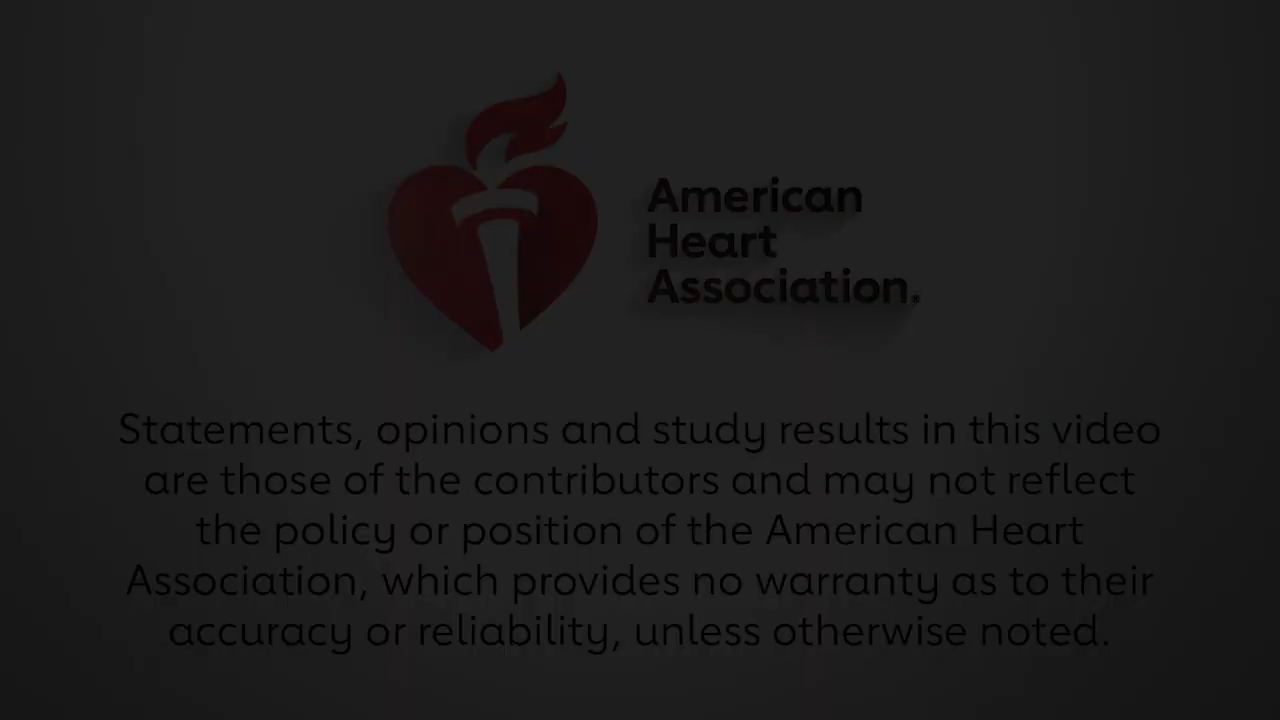 American
Heart
Association.
Statements, opinions and study results in this video
are those of the contributors and may not reflect
the policy or position of the American Heart
Association, which provides no warranty as to their
accuracy or reliability, unless otherwise noted.